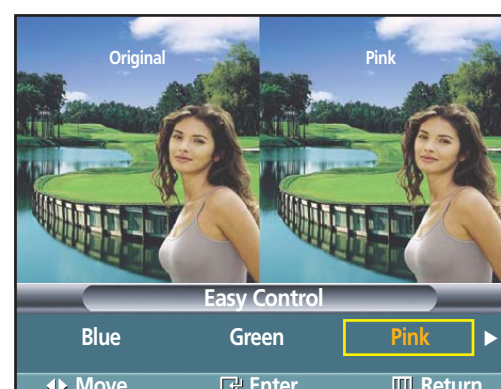 Original Pink
Easy Control
Blue Green Pink
Move Enter Return